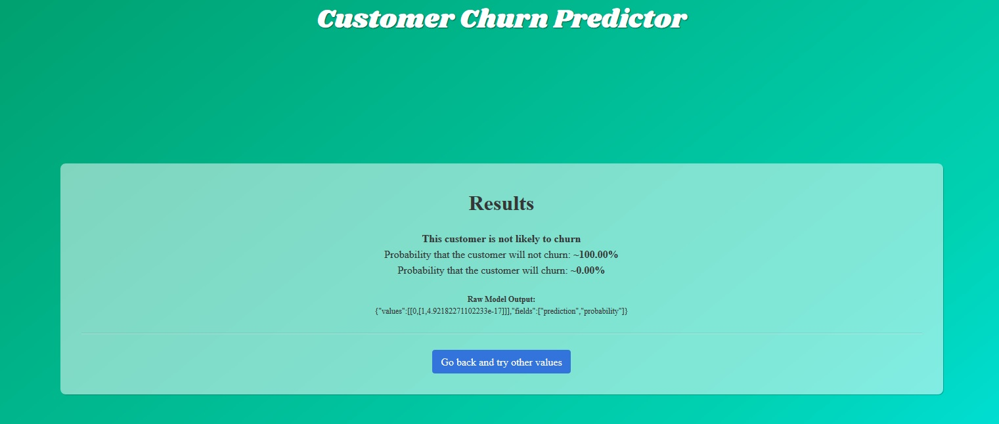 Customer Churn Predictor
Results
This customer is not likely to churn
Probability that the customer will not churn: ~100.00%
Probability that the customer will churn: ~0.00%
Raw Model Output:
{"values":[[0,[1,4.92182271102233e-17]]],"fields":["prediction","probability"]}
Go back and try other values